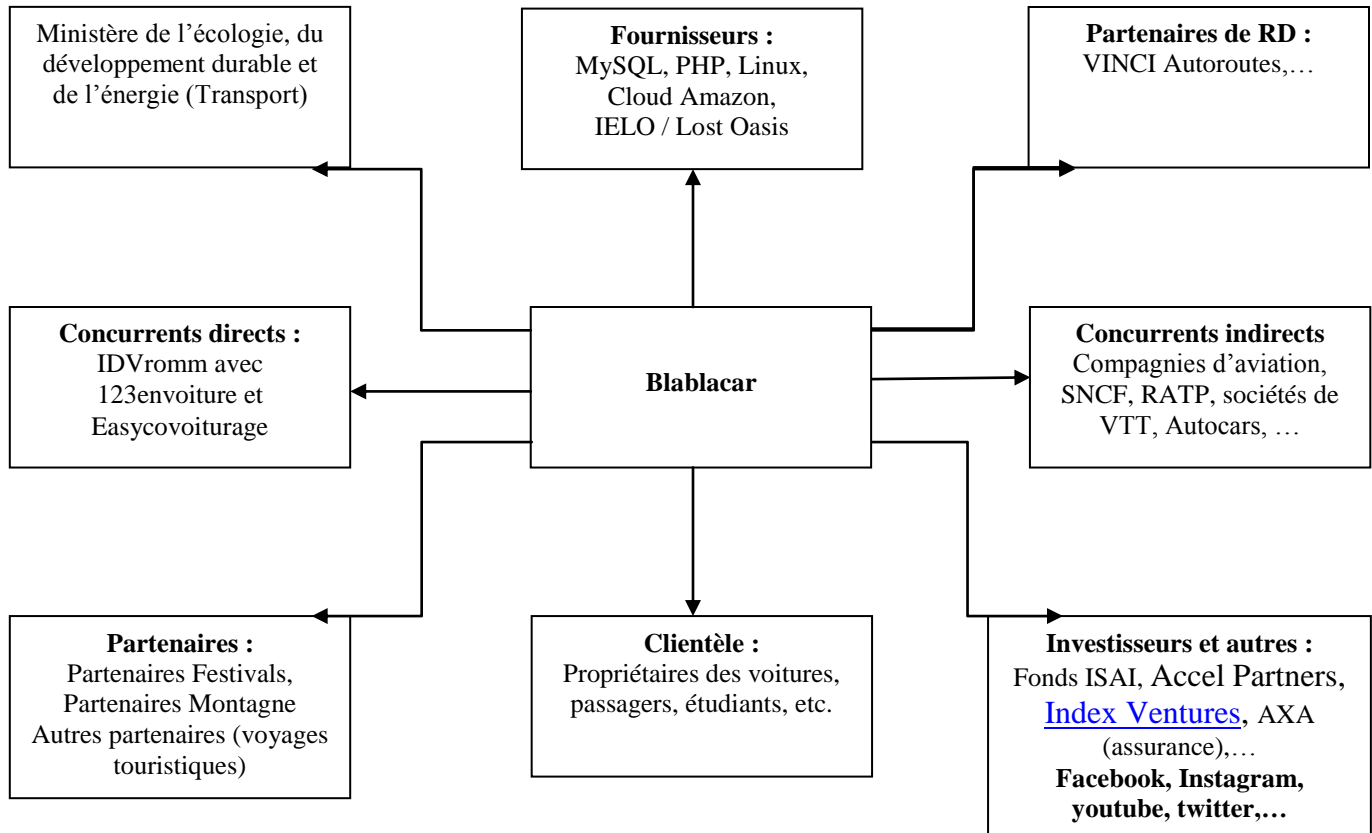 Ministère de l’écologie, du
développement durable et
de l’énergie (Transport)
Fournisseurs :
MySQL, PHP, Linux,
Cloud Amazon,
IELO / Lost Oasis
Partenaires de RD :
VINCI Autoroutes,…
Concurrents directs :
IDVromm avec
123envoiture et
Easycovoiturage
Blablacar
Concurrents indirects
Compagnies d’aviation,
SNCF, RATP, sociétés de
VTT, Autocars, …
Partenaires :
Partenaires Festivals,
Partenaires Montagne
Autres partenaires (voyages
touristiques)
Clientèle :
Propriétaires des voitures,
passagers, étudiants, etc.
Investisseurs et autres :
Fonds ISAI, Accel Partners,
Index Ventures, AXA
(assurance),…
Facebook, Instagram,
youtube, twitter,…